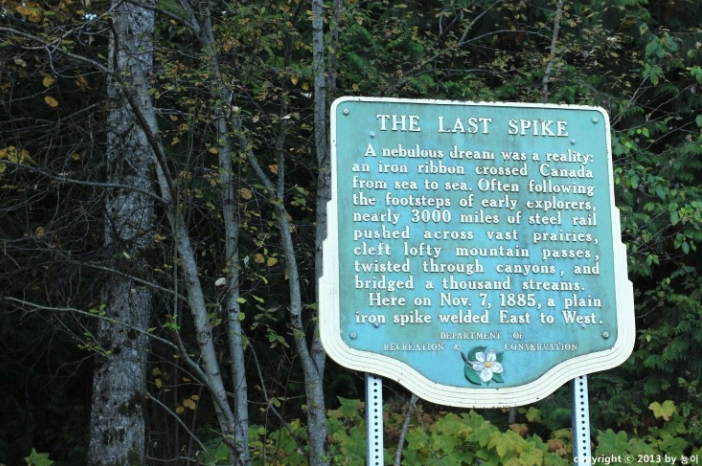 THE LAST SPIKE
A nebulous dream was a reality:
an iron ribbon crossed Canada
from sea to sea. Often following
the footsteps of early explorers,
nearly 3000 miles of steel rail
pushed across vast prairies,
cleft lofty mountain passes,
twisted through canyons, and
bridged a thousand streams.
Here on Nov. 7, 1885, a plain
iron spike welded East to West.
DEPARTMENT OF
RECREATION & CONSERVATION
copyright © 2013 by 농이